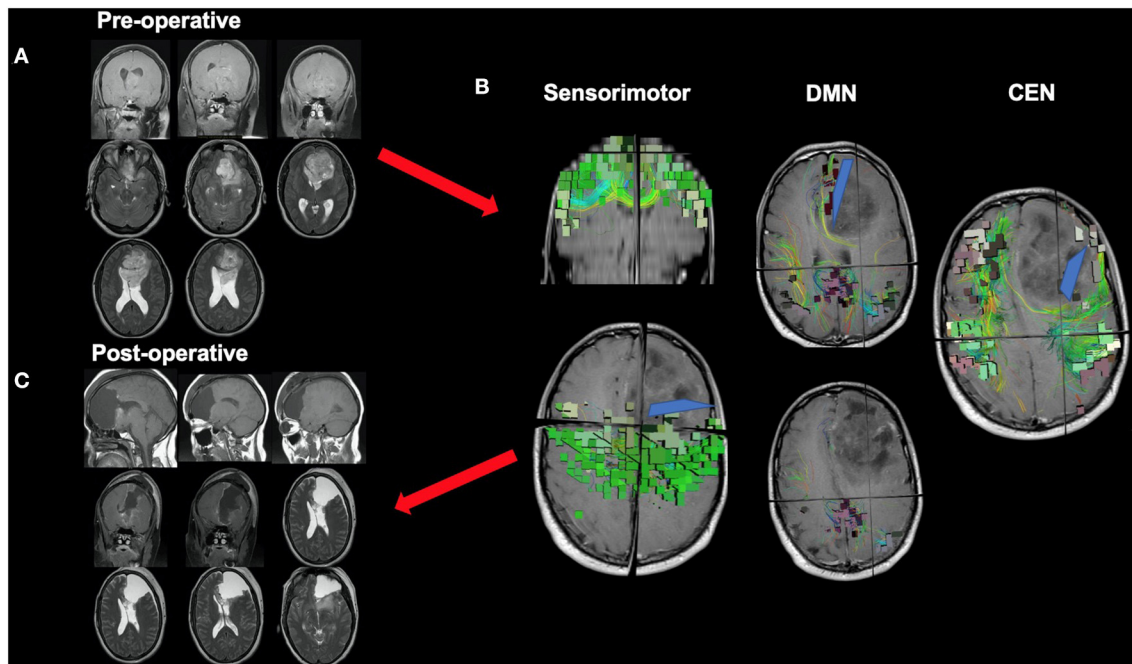 Pre-operative
A
B
Sensorimotor
DMN
CEN
Post-operative
C